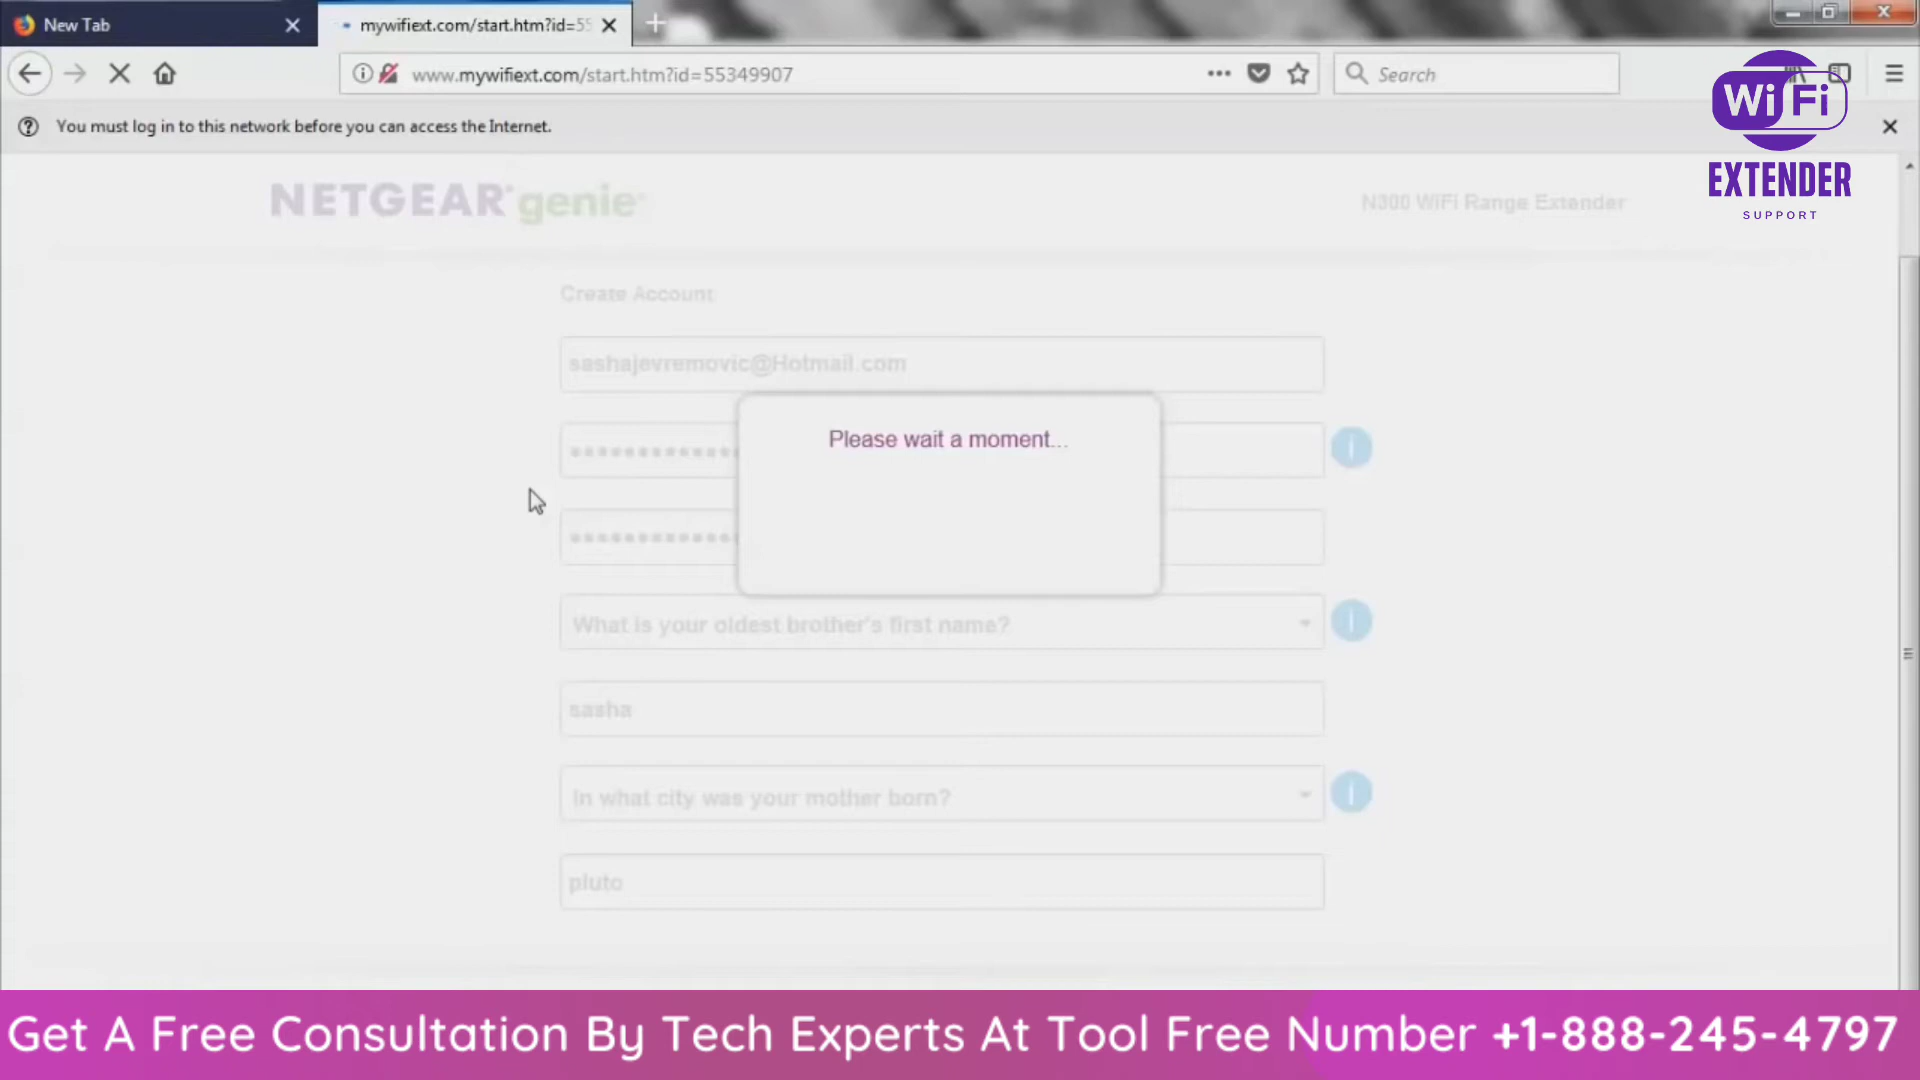 New Tab
mywifiext.com/start.htm?id=55
www.mywifiext.com/start.htm?id=55349907
Search
You must log in to this network before you can access the Internet.
WiFi
EXTENDER
SUPPORT
NETGEAR® genie®
N300 WiFi Range Extender
Create Account
sashajevremovic@Hotmail.com
Please wait a moment...
What is your oldest brother's first name?
sasha
In what city was your mother born?
pluto
Get A Free Consultation By Tech Experts At Tool Free Number +1-888-245-4797